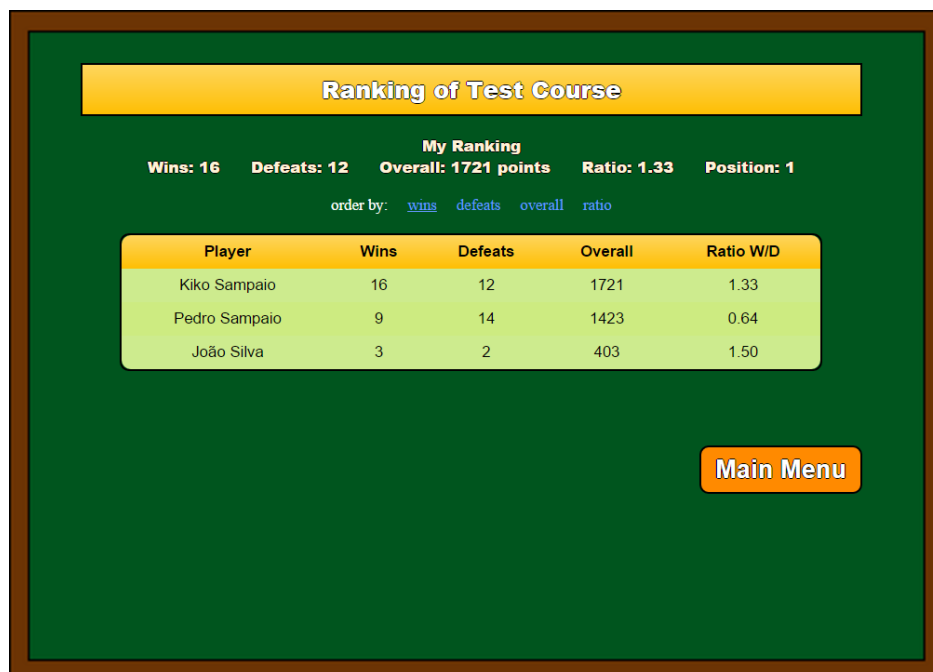 Ranking of Test Course
My Ranking
Wins: 16 Defeats: 12 Overall: 1721 points Ratio: 1.33 Position: 1
order by: wins defeats overall ratio
Player Wins Defeats Overall Ratio W/D
Kiko Sampaio 16 12 1721 1.33
Pedro Sampaio 9 14 1423 0.64
João Silva 3 2 403 1.50
Main Menu